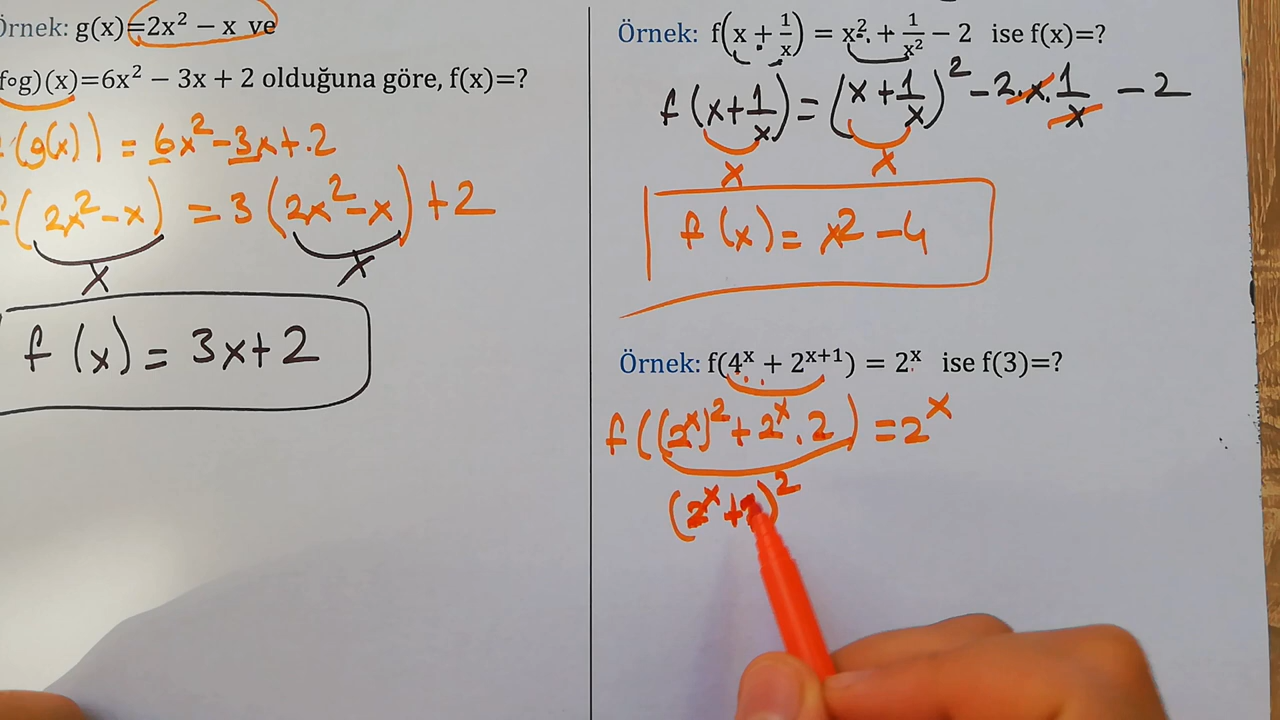 Örnek: g(x)=2x² − x ve
f∘g)(x)=6x² − 3x + 2 olduğuna göre, f(x)=?
(g(x)) = 6x²-3x+.2
f(2x²-x) = 3(2x²-x)+2
x x
f(x) = 3x+2
Örnek: f(x + 1/x) = x² + 1/x² − 2 ise f(x)=?
f(x+1/x) = (x+1/x)² -2.x.1/x -2
x x
f(x) = x²-4
Örnek: f(4ˣ + 2ˣ⁺¹) = 2ˣ ise f(3)=?
f((2ˣ)²+2ˣ.2) = 2ˣ
(2ˣ+1)²